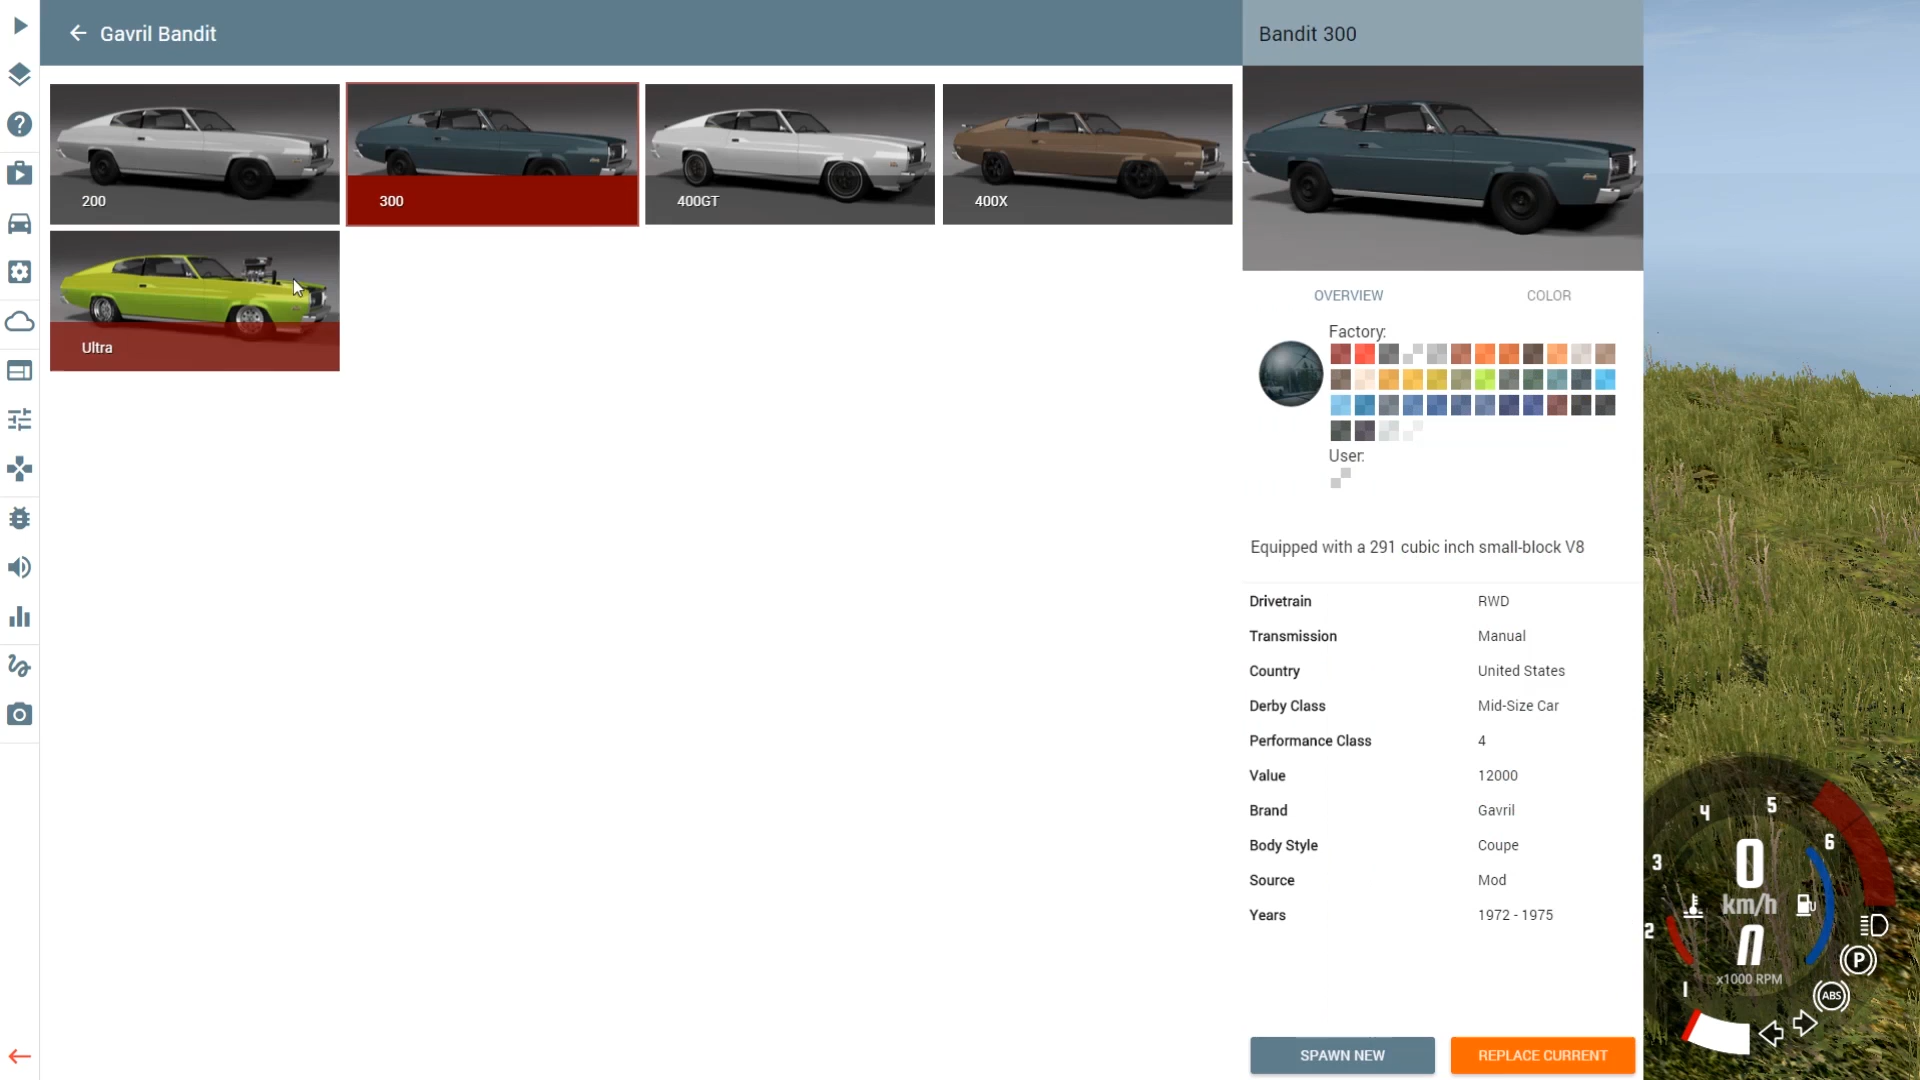 Gavril Bandit
Bandit 300
200
300
400GT
400X
Ultra
OVERVIEW
COLOR
Factory:
User:
Equipped with a 291 cubic inch small-block V8
Drivetrain RWD
Transmission Manual
Country United States
Derby Class Mid-Size Car
Performance Class 4
Value 12000
Brand Gavril
Body Style Coupe
Source Mod
Years 1972 - 1975
SPAWN NEW
REPLACE CURRENT
1
2
3
4
5
6
0
km/h
n
x1000 RPM
P
ABS